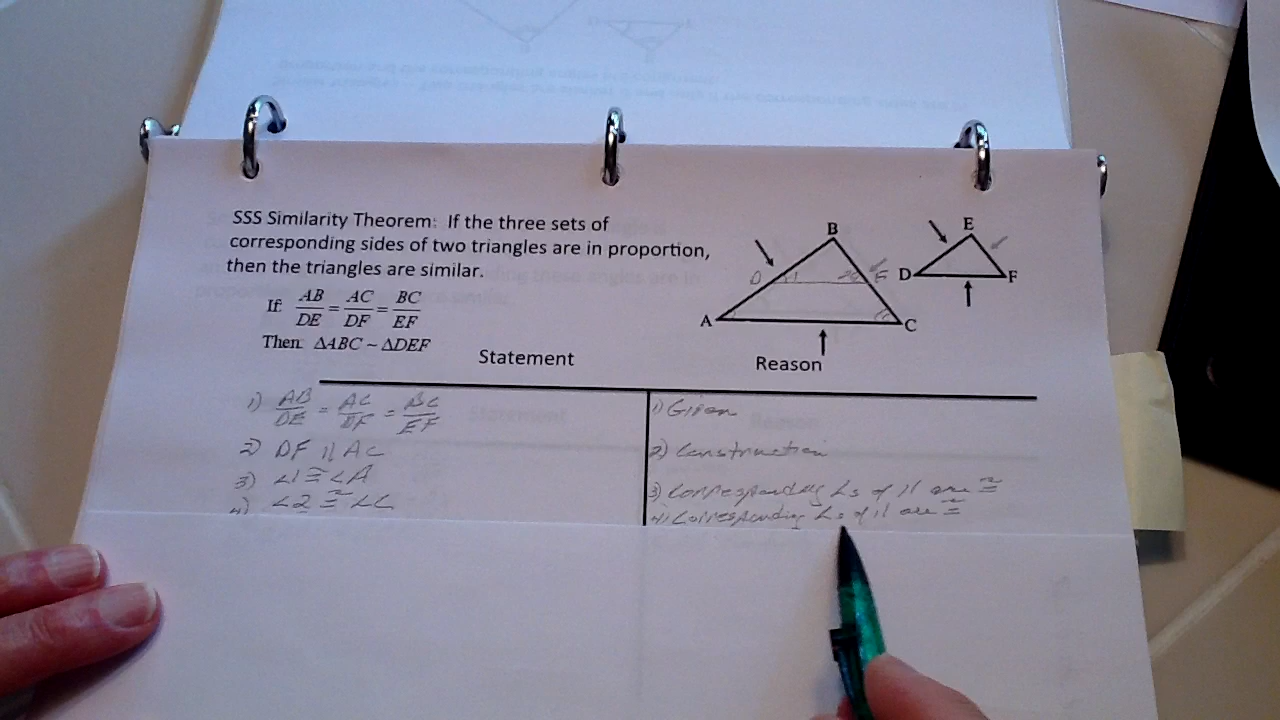 SSS Similarity Theorem: If the three sets of
corresponding sides of two triangles are in proportion,
then the triangles are similar.
If: AB/DE = AC/DF = BC/EF
Then: ΔABC ~ ΔDEF
B
D 1 2 F
A C
E
D F
Statement Reason
1) AB/DE = AC/DF = BC/EF 1) Given
2) DF || AC 2) Construction
3) ∠1 ≅ ∠A 3) Corresponding ∠s of || are ≅
4) ∠2 ≅ ∠C 4) Corresponding ∠s of || are ≅